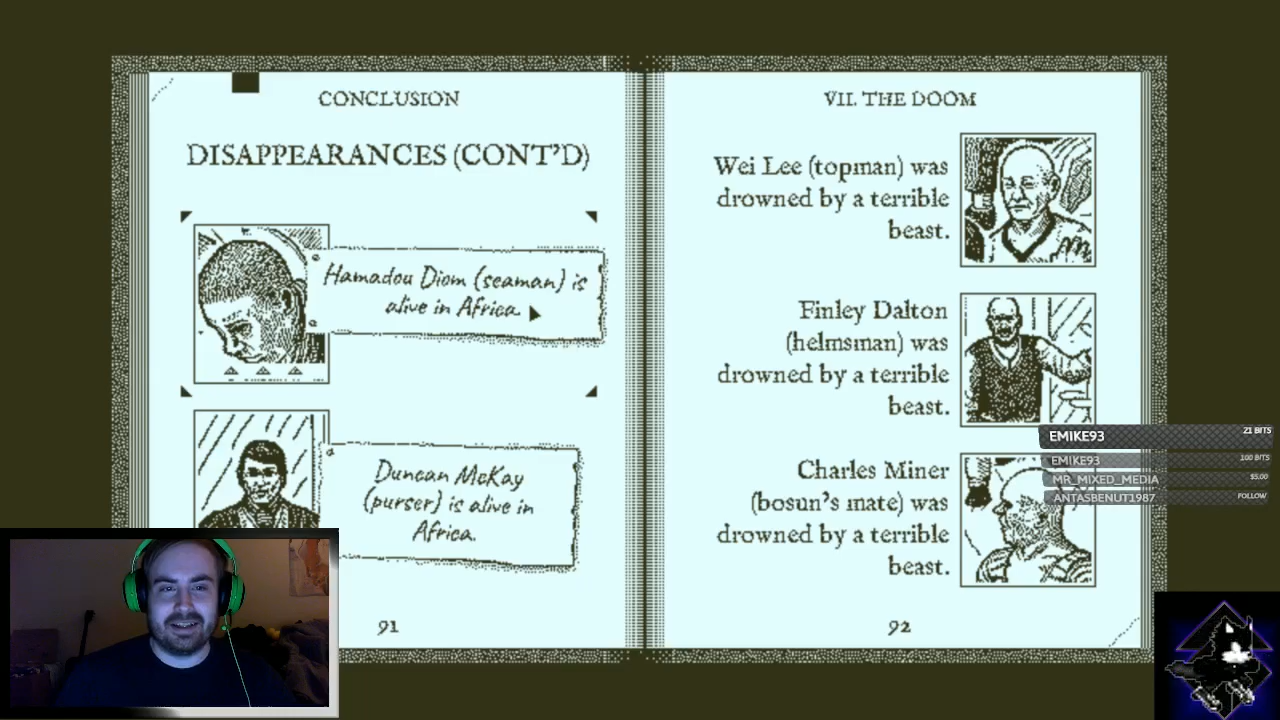 CONCLUSION
DISAPPEARANCES (CONT'D)
Hamadou Diom (seaman) is
alive in Africa.
Duncan McKay
(purser) is alive in
Africa.
91
VII. THE DOOM
Wei Lee (topman) was
drowned by a terrible
beast.
Finley Dalton
(helmsman) was
drowned by a terrible
beast.
Charles Miner
(bosun's mate) was
drowned by a terrible
beast.
92
EMIKE93 21 BITS
EMIKE93 100 BITS
MR_MIXED_MEDIA $5.00
ANTASBENUT1987 FOLLOW